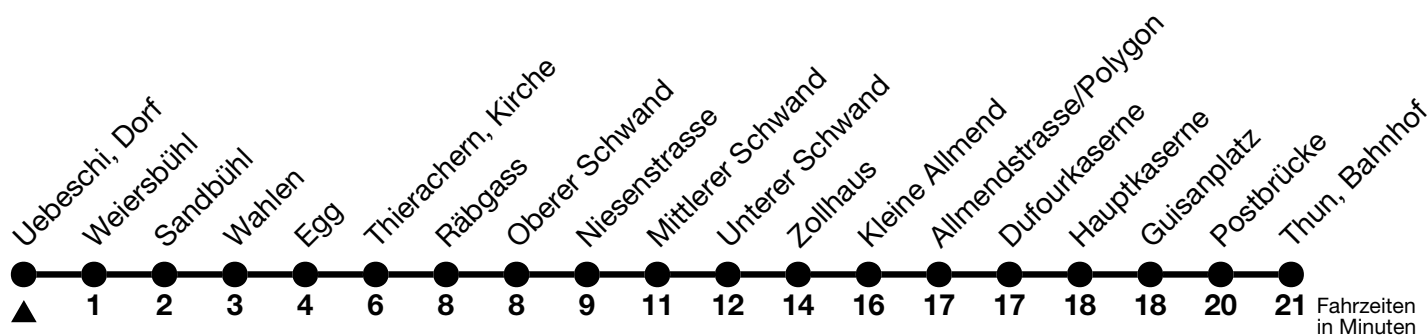 Uebeschi, Dorf
Weiersbühl
Sandbühl
Wahlen
Egg
Thierachern, Kirche
Räbgass
Oberer Schwand
Niesenstrasse
Mittlerer Schwand
Unterer Schwand
Zollhaus
Kleine Allmend
Allmendstrasse/Polygon
Dufourkaserne
Hauptkaserne
Guisanplatz
Postbrücke
Thun, Bahnhof
1 2 3 4 6 8 8 9 11 12 14 16 17 17 18 18 20 21 Fahrzeiten
in Minuten